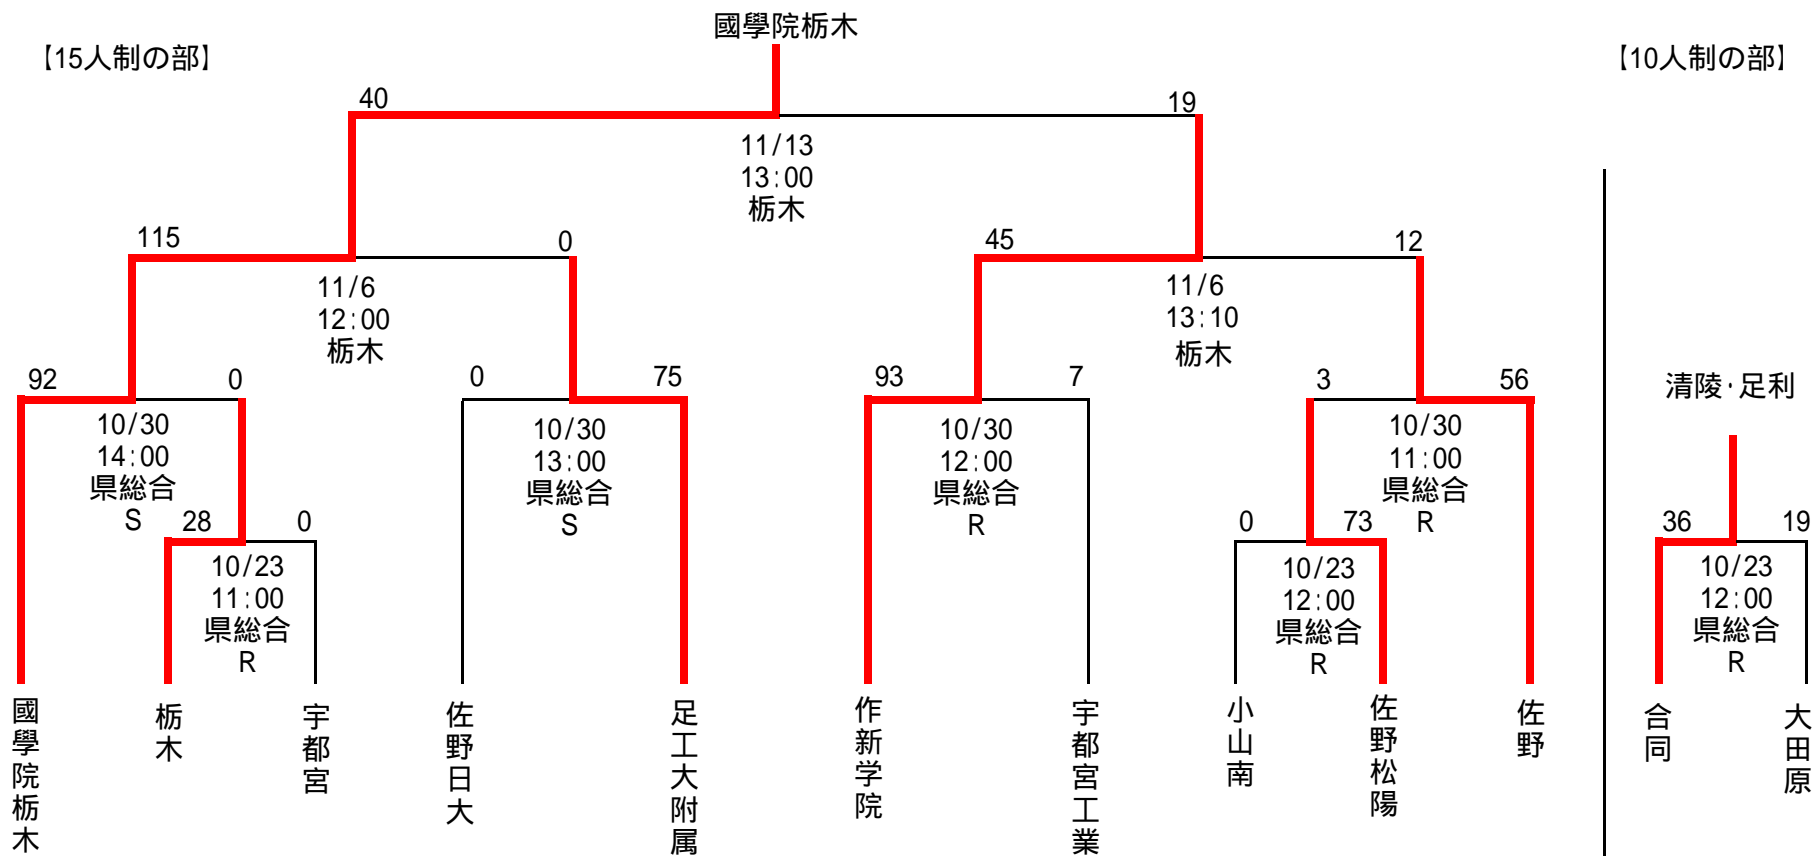 國學院栃木
【15人制の部】
【10人制の部】
40
19
11/13
13:00
栃木
115
0
45
12
11/6
12:00
栃木
11/6
13:10
栃木
92
0
0
75
93
7
3
56
清陵・足利
10/30
14:00
県総合
S
10/30
13:00
県総合
S
10/30
12:00
県総合
R
10/30
11:00
県総合
R
28
0
0
73
36
19
10/23
11:00
県総合
R
10/23
12:00
県総合
R
10/23
12:00
県総合
R
國學院栃木
栃木
宇都宮
佐野日大
足工大附属
作新学院
宇都宮工業
小山南
佐野松陽
佐野
合同
大田原